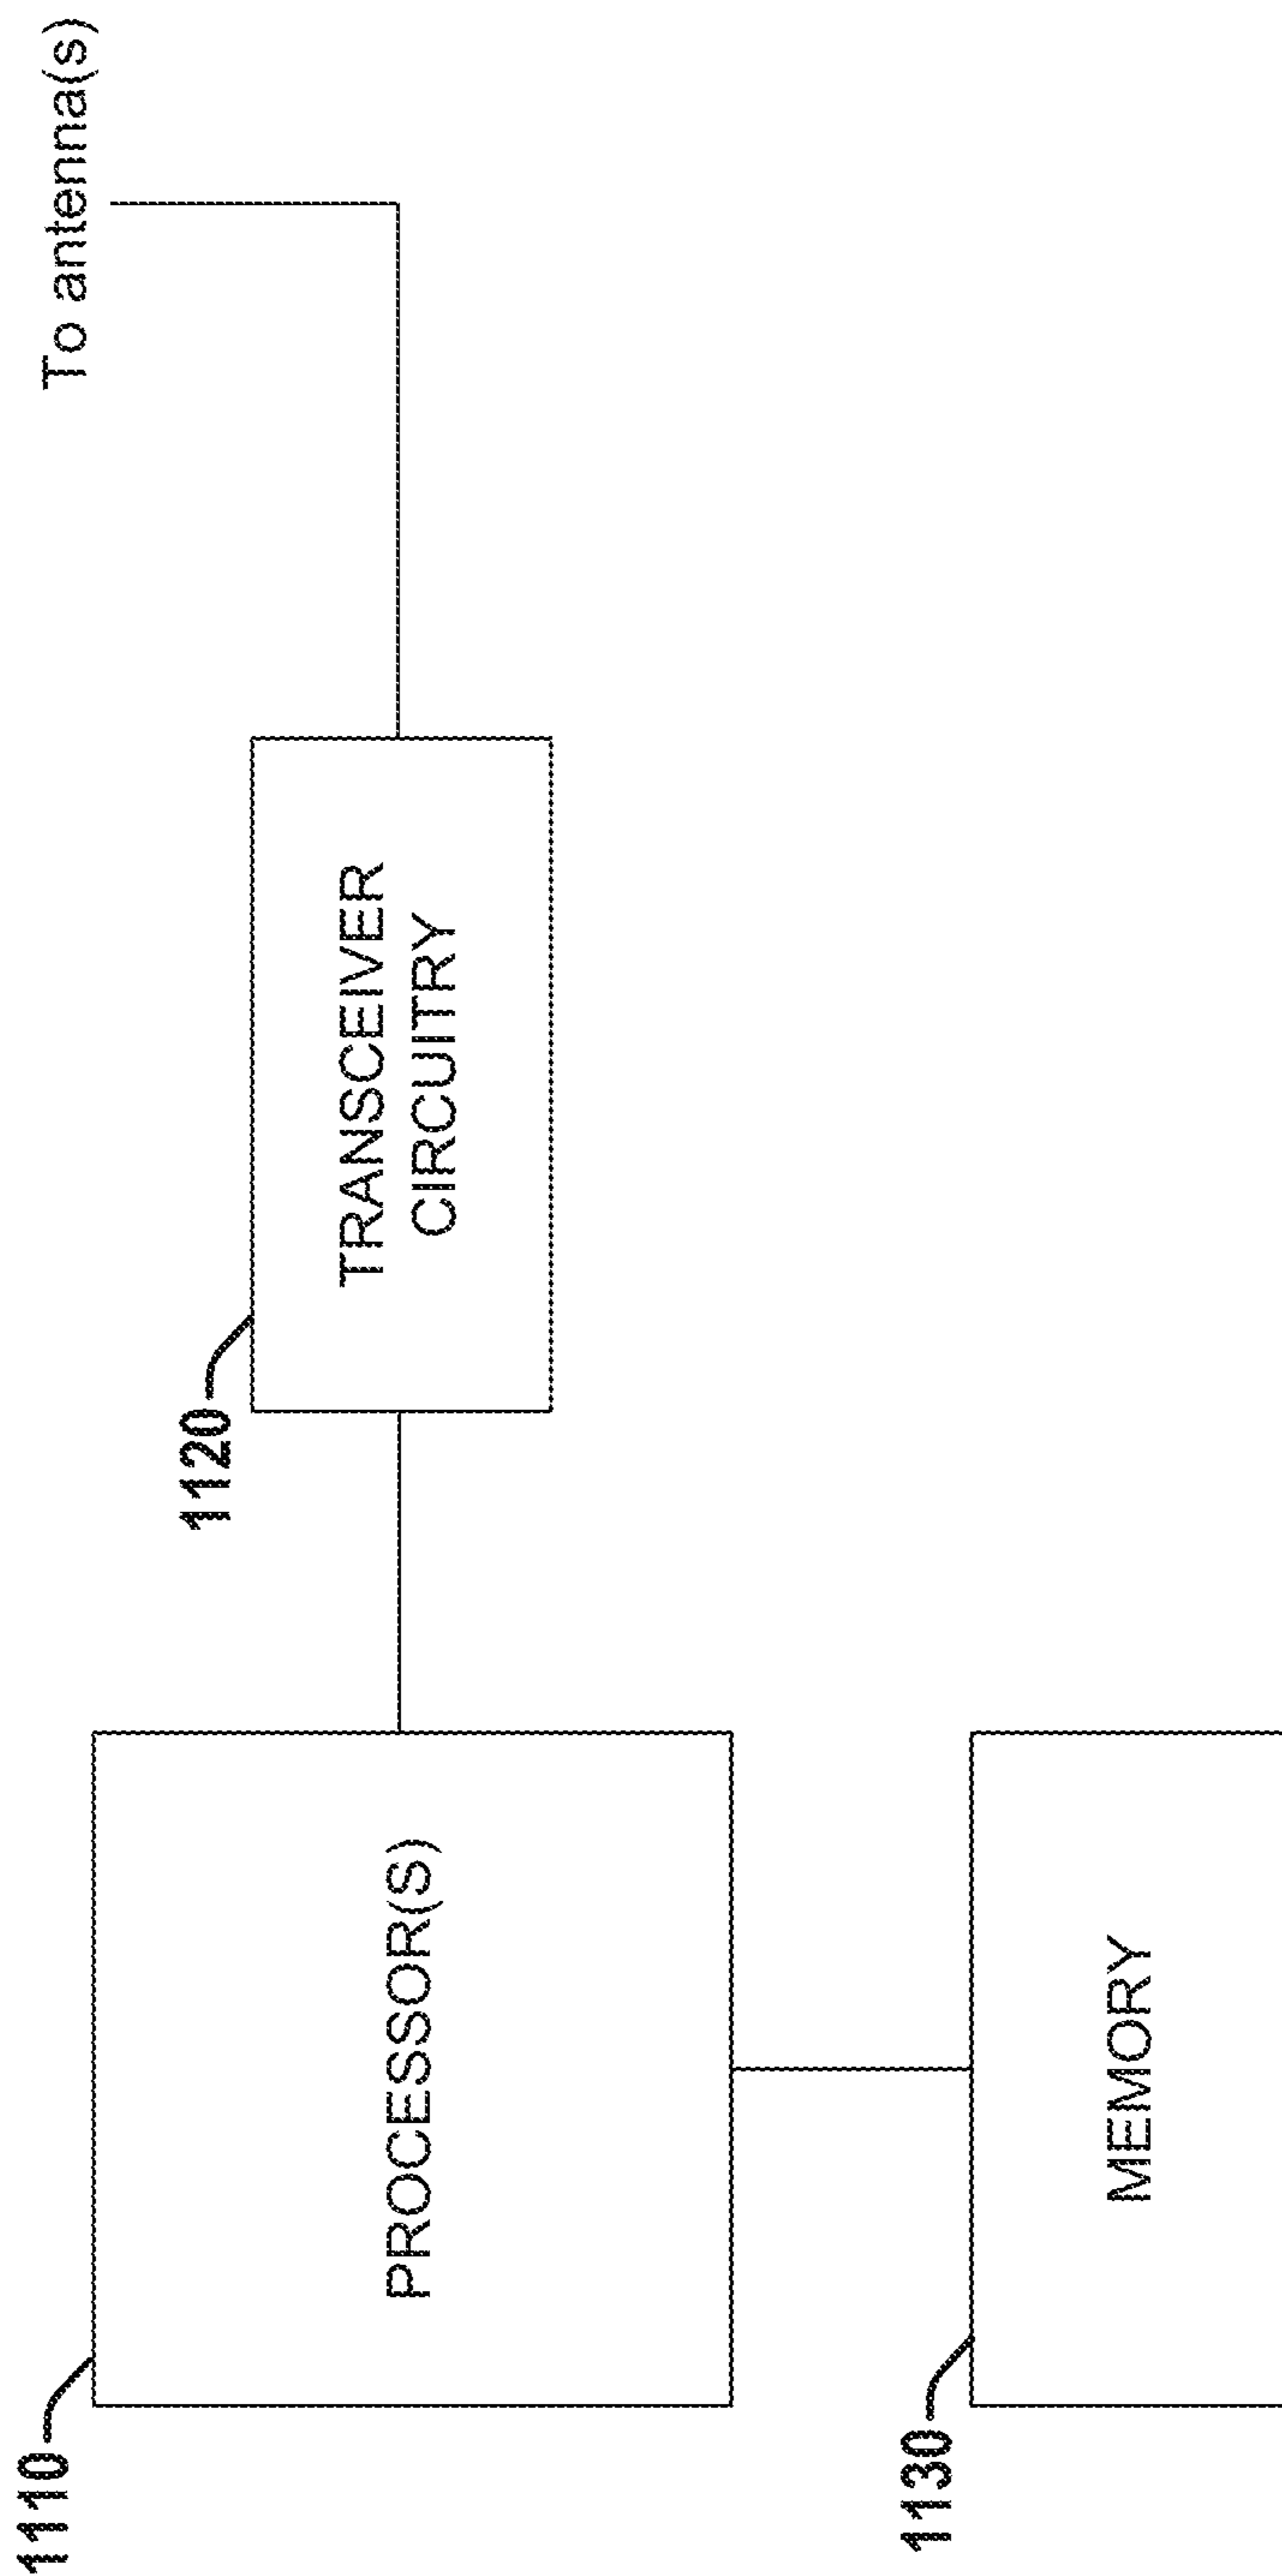 To antenna(s)
1110
PROCESSOR(S)
1120
TRANSCEIVER
CIRCUITRY
1130
MEMORY